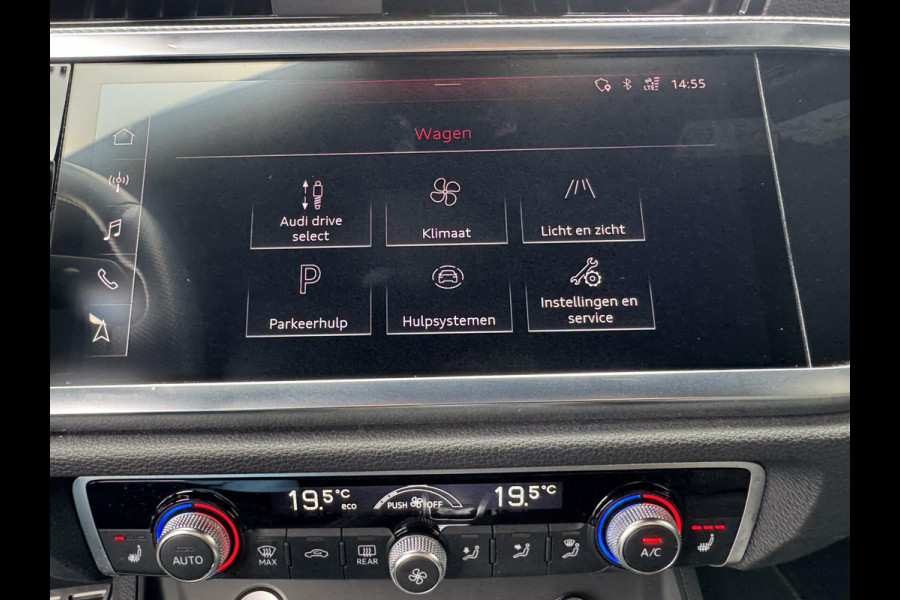 LTE
14:55
Wagen
Audi drive
select
Klimaat
Licht en zicht
P
Parkeerhulp
Hulpsystemen
Instellingen en
service
19.5°C
eco
PUSH OFF
19.5°C
AUTO
MAX
REAR
A/C